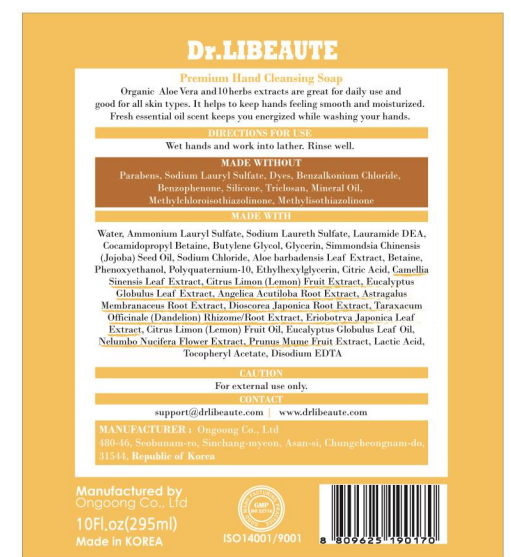 Dr.LIBEAUTE
Premium Hand Cleansing Soap
Organic Aloe Vera and10herbs extracts are great for daily use and
good for all skin types. It helps to keep hands feeling smooth and moisturized.
Fresh essential oil scent keeps you energized while washing your hands.
DIRECTIONS FOR USE
Wet hands and work into lather. Rinse well.
MADE WITHOUT
Parabens, Sodium Lauryl Sulfate, Dyes, Benzalkonium Chloride,
Benzophenone, Silicone, Triclosan, Mineral Oil,
Methylchloroisothiazolinone, Methylisothiazolinone
MADE WITH
Water, Ammonium Lauryl Sulfate, Sodium Laureth Sulfate, Lauramide DEA,
Cocamidopropyl Betaine, Butylene Glycol, Glycerin, Simmondsia Chinensis
(Jojoba) Seed Oil, Sodium Chloride, Aloe barbadensis Leaf Extract, Betaine,
Phenoxyethanol, Polyquaternium-10, Ethylhexylglycerin, Citric Acid, Camellia
Sinensis Leaf Extract, Citrus Limon (Lemon) Fruit Extract, Eucalyptus
Globulus Leaf Extract, Angelica Acutiloba Root Extract, Astragalus
Membranaceus Root Extract, Dioscorea Japonica Root Extract, Taraxacum
Officinale (Dandelion) Rhizome/Root Extract, Eriobotrya Japonica Leaf
Extract, Citrus Limon (Lemon) Fruit Oil, Eucalyptus Globulus Leaf Oil,
Nelumbo Nucifera Flower Extract, Prunus Mume Fruit Extract, Lactic Acid,
Tocopheryl Acetate, Disodium EDTA
CAUTION
For external use only.
CONTACT
support@drlibeaute.com | www.drlibeaute.com
MANUFACTURER : Ongoong Co., Ltd
480-46, Seobunam-ro, Sinchang-myeon, Asan-si, Chungcheongnam-do,
31544, Republic of Korea
Manufactured by
Ongoong Co., Ltd
10Fl.oz(295ml)
Made in KOREA
GMP
ISO14001/9001
8 809625 190170